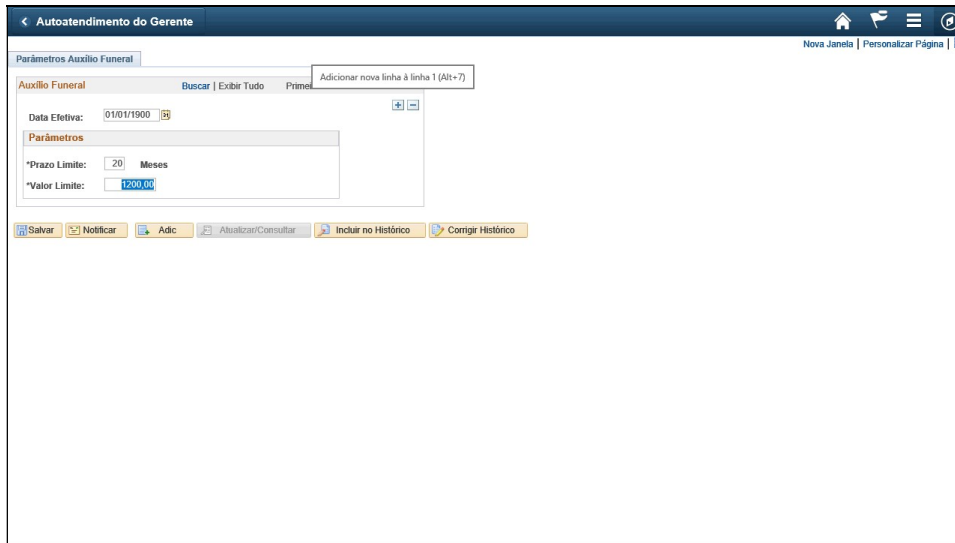 Autoatendimento do Gerente
Nova Janela | Personalizar Página |
Parâmetros Auxílio Funeral
Adicionar nova linha à linha 1 (Alt+7)
Auxílio Funeral Buscar | Exibir Tudo
Data Efetiva: 01/01/1900
Parâmetros
*Prazo Limite: 20 Meses
*Valor Limite: 1200,00
Salvar Notificar Adic Atualizar/Consultar Incluir no Histórico Corrigir Histórico